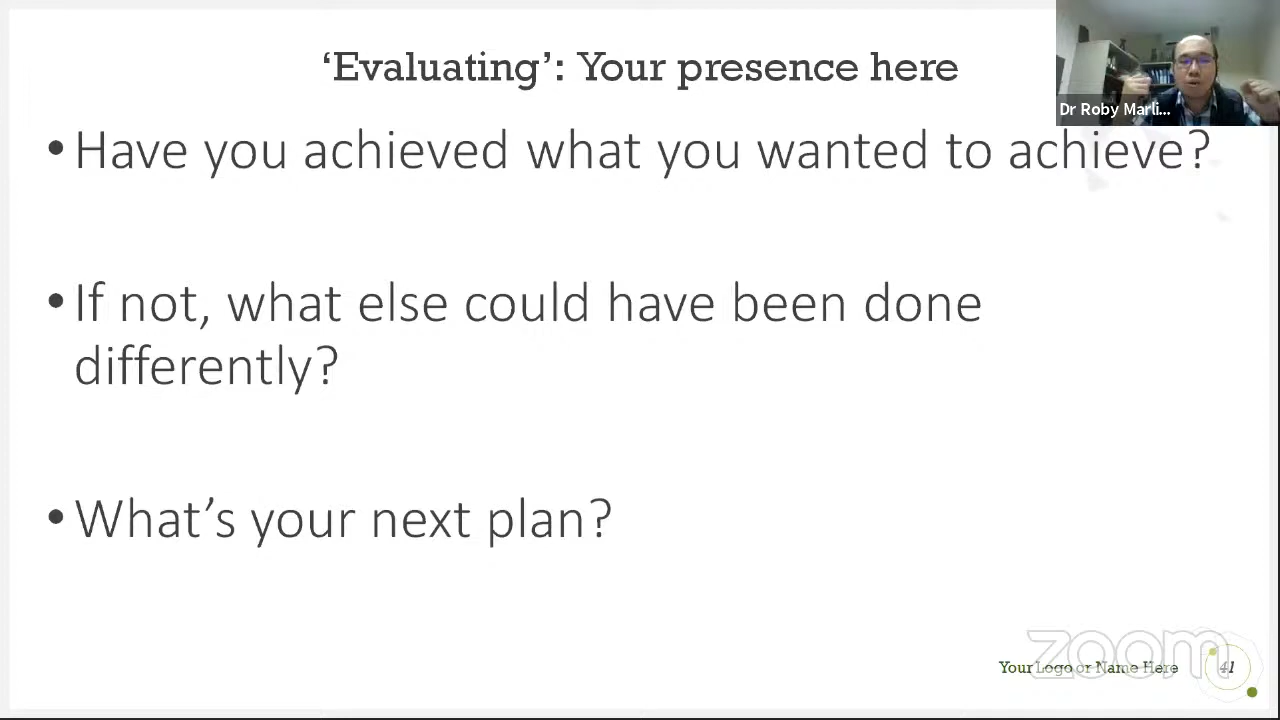 ‘Evaluating’: Your presence here
Dr Roby Marli...
• Have you achieved what you wanted to achieve?
• If not, what else could have been done
differently?
• What’s your next plan?
zoom
Your Logo or Name Here
41